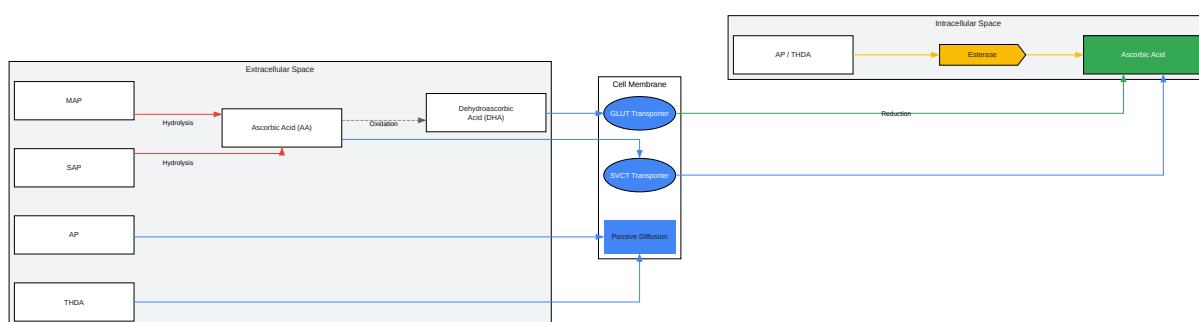 Intracellular Space
AP / THDA
Esterase
Ascorbic Acid
Extracellular Space
Cell Membrane
MAP
Hydrolysis
Ascorbic Acid (AA)
Oxidation
Dehydroascorbic
Acid (DHA)
GLUT Transporter
Reduction
SAP
Hydrolysis
SVCT Transporter
AP
Passive Diffusion
THDA